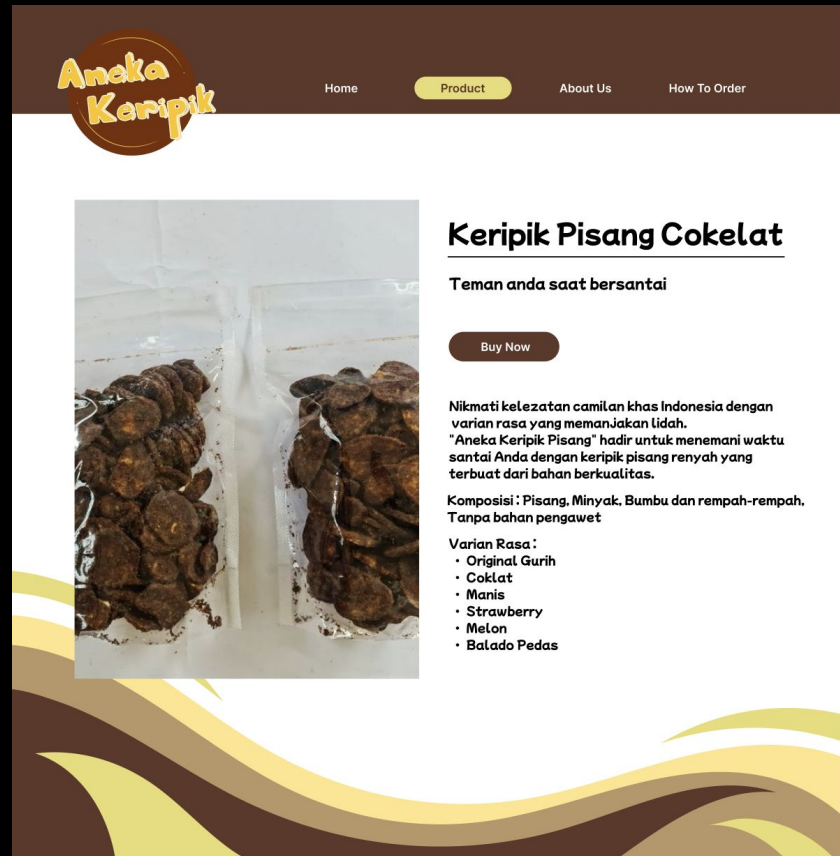 Aneka
Keripik
Home
Product
About Us
How To Order
Keripik Pisang Cokelat
Teman anda saat bersantai
Buy Now
Nikmati kelezatan camilan khas Indonesia dengan
varian rasa yang memanjakan lidah.
"Aneka Keripik Pisang" hadir untuk menemani waktu
santai Anda dengan keripik pisang renyah yang
terbuat dari bahan berkualitas.
Komposisi : Pisang, Minyak, Bumbu dan rempah-rempah,
Tanpa bahan pengawet
Varian Rasa :
• Original Gurih
• Coklat
• Manis
• Strawberry
• Melon
• Balado Pedas